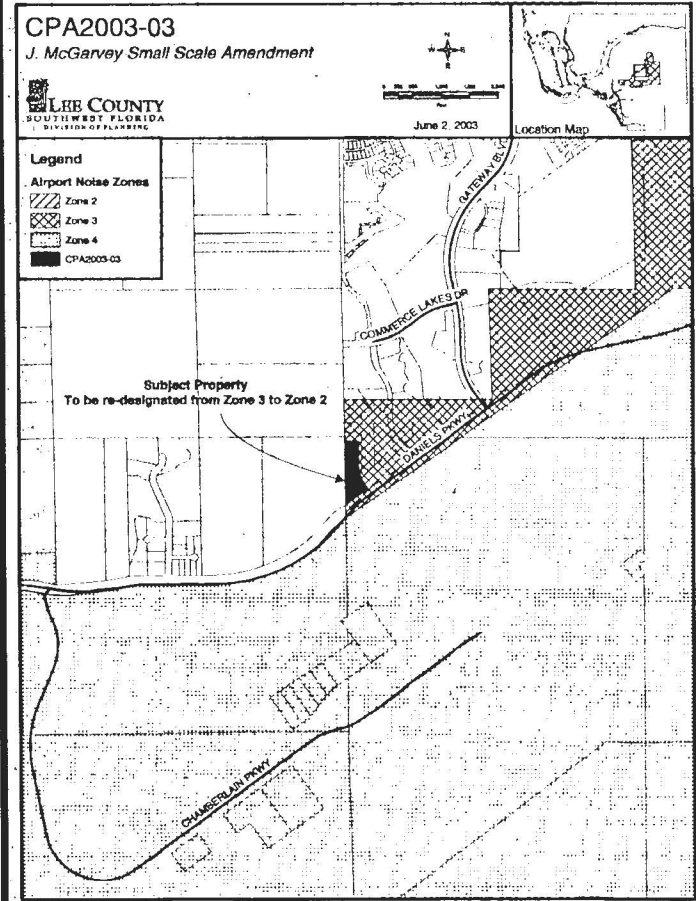 CPA2003-03
J. McGarvey Small Scale Amendment
LEE COUNTY
SOUTHWEST FLORIDA
DIVISION OF PLANNING
N
W E
S
Feet
June 2, 2003
Location Map
Legend
Airport Noise Zones
Zone 2
Zone 3
Zone 4
CPA2003-03
GATEWAY BLVD
COMMERCE LAKES DR
Subject Property
To be re-designated from Zone 3 to Zone 2
DANIELS PKWY
CHAMBERLAIN PKWY